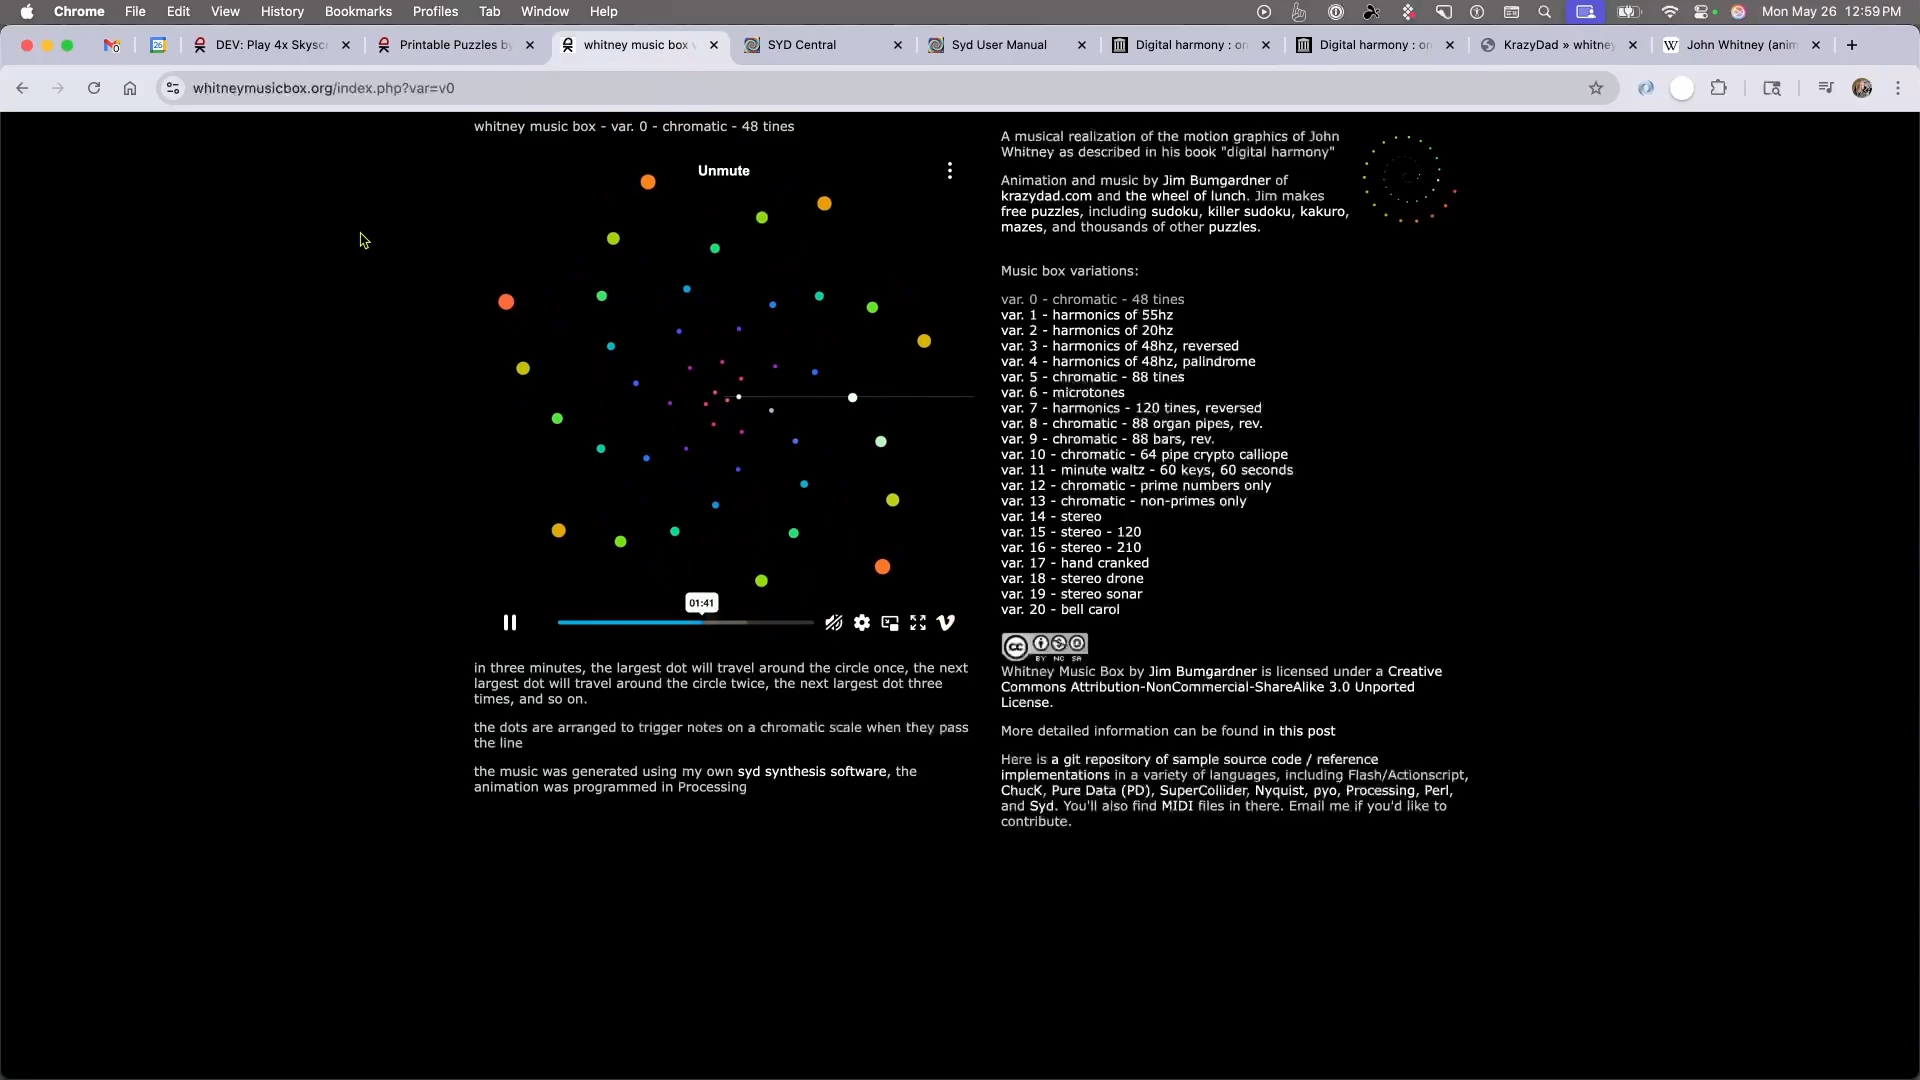 Chrome File Edit View History Bookmarks Profiles Tab Window Help Mon May 26 12:59 PM
DEV: Play 4x Skysc Printable Puzzles by whitney music box v SYD Central Syd User Manual Digital harmony : on Digital harmony : on KrazyDad » whitney John Whitney (anim
whitneymusicbox.org/index.php?var=v0
whitney music box - var. 0 - chromatic - 48 tines
Unmute
01:41
in three minutes, the largest dot will travel around the circle once, the next
largest dot will travel around the circle twice, the next largest dot three
times, and so on.
the dots are arranged to trigger notes on a chromatic scale when they pass
the line
the music was generated using my own syd synthesis software, the
animation was programmed in Processing
A musical realization of the motion graphics of John
Whitney as described in his book "digital harmony"
Animation and music by Jim Bumgardner of
krazydad.com and the wheel of lunch. Jim makes
free puzzles, including sudoku, killer sudoku, kakuro,
mazes, and thousands of other puzzles.
Music box variations:
var. 0 - chromatic - 48 tines
var. 1 - harmonics of 55hz
var. 2 - harmonics of 20hz
var. 3 - harmonics of 48hz, reversed
var. 4 - harmonics of 48hz, palindrome
var. 5 - chromatic - 88 tines
var. 6 - microtones
var. 7 - harmonics - 120 tines, reversed
var. 8 - chromatic - 88 organ pipes, rev.
var. 9 - chromatic - 88 bars, rev.
var. 10 - chromatic - 64 pipe crypto calliope
var. 11 - minute waltz - 60 keys, 60 seconds
var. 12 - chromatic - prime numbers only
var. 13 - chromatic - non-primes only
var. 14 - stereo
var. 15 - stereo - 120
var. 16 - stereo - 210
var. 17 - hand cranked
var. 18 - stereo drone
var. 19 - stereo sonar
var. 20 - bell carol
cc BY NC SA
Whitney Music Box by Jim Bumgardner is licensed under a Creative
Commons Attribution-NonCommercial-ShareAlike 3.0 Unported
License.
More detailed information can be found in this post
Here is a git repository of sample source code / reference
implementations in a variety of languages, including Flash/Actionscript,
ChucK, Pure Data (PD), SuperCollider, Nyquist, pyo, Processing, Perl,
and Syd. You'll also find MIDI files in there. Email me if you'd like to
contribute.